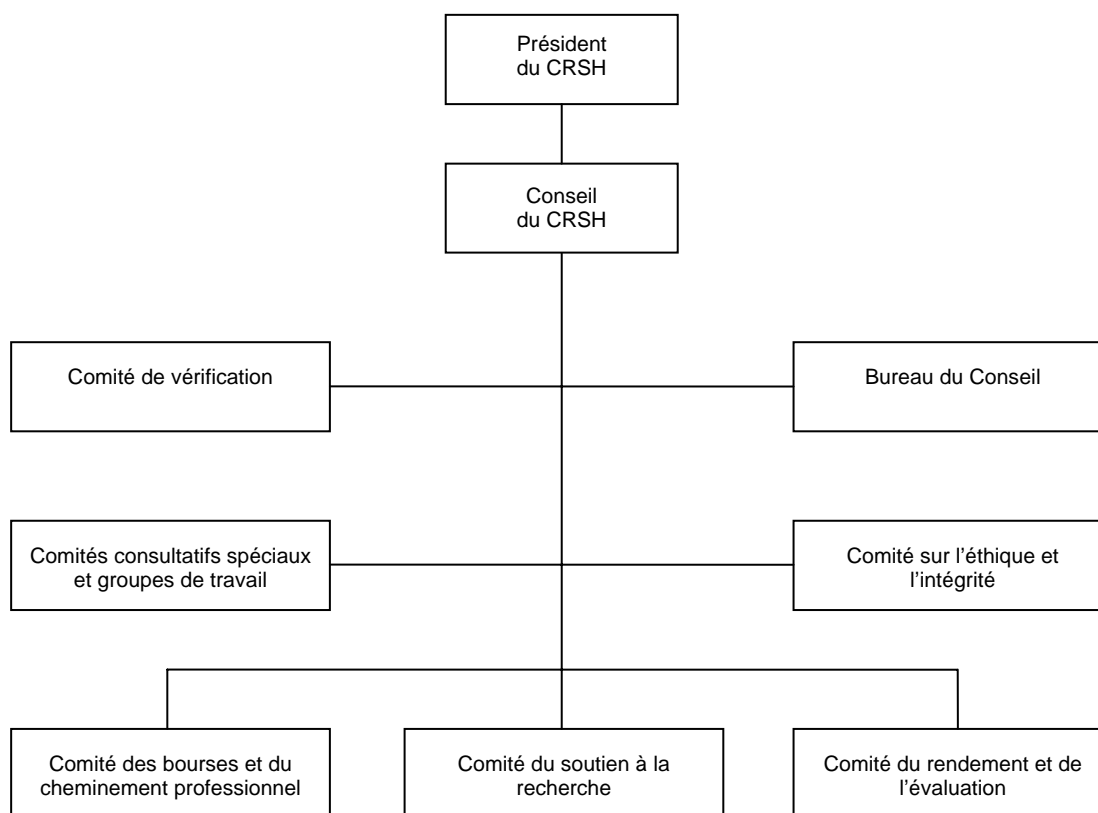 Président
du CRSH
Conseil
du CRSH
Comité de vérification
Bureau du Conseil
Comités consultatifs spéciaux
et groupes de travail
Comité sur l’éthique et
l’intégrité
Comité des bourses et du
cheminement professionnel
Comité du soutien à la
recherche
Comité du rendement et de
l’évaluation